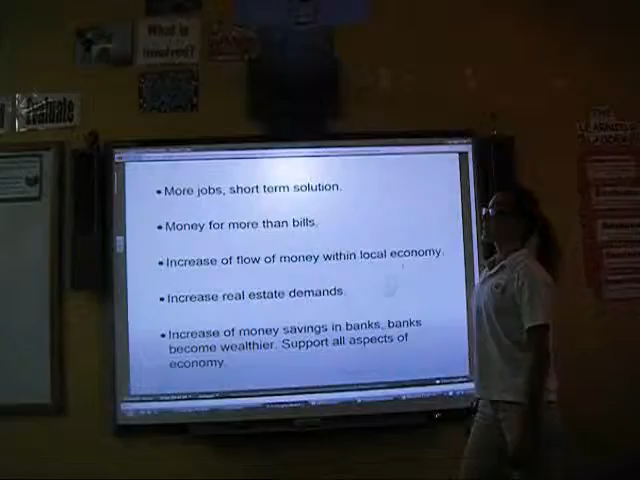 What is
involved?
Evaluate
THE
LEARNING
• More jobs, short term solution.
• Money for more than bills.
• Increase of flow of money within local economy.
• Increase real estate demands.
• Increase of money savings in banks, banks
become wealthier. Support all aspects of
economy.